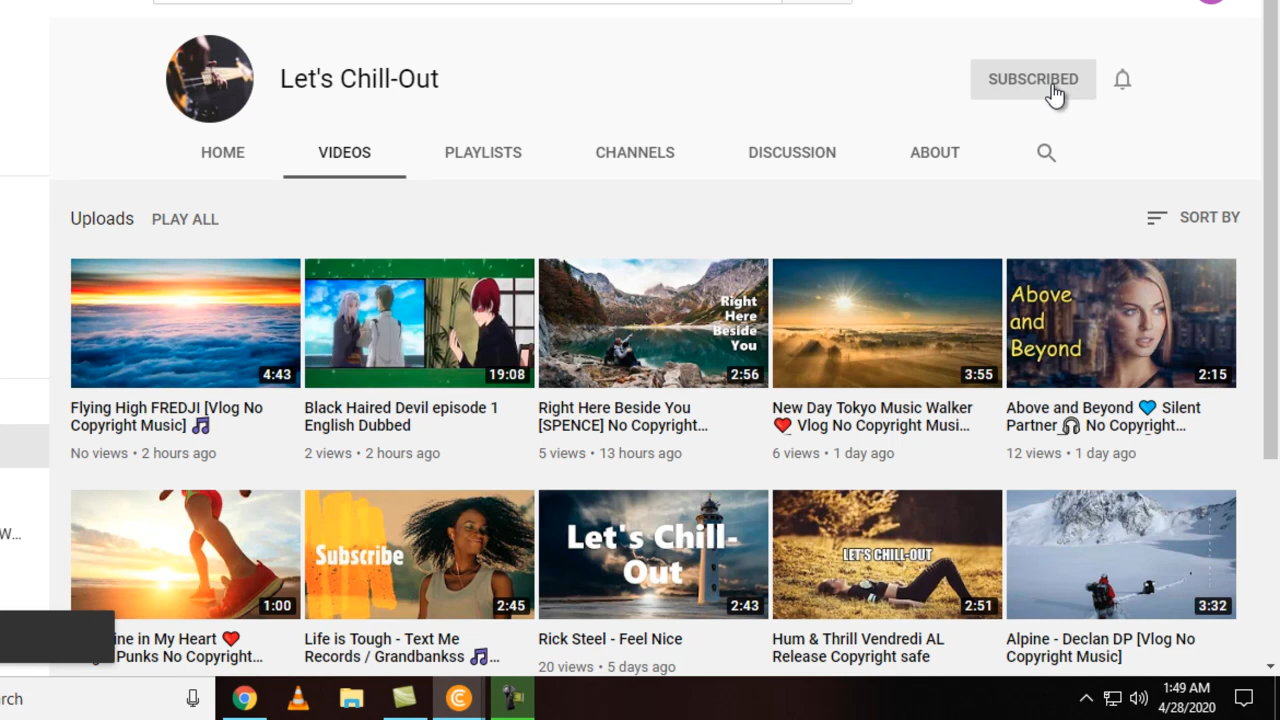 Let's Chill-Out
SUBSCRIBED
HOME VIDEOS PLAYLISTS CHANNELS DISCUSSION ABOUT
Uploads PLAY ALL
SORT BY
4:43
19:08
Right
Here
Beside
You
2:56
3:55
Above
and
Beyond
2:15
Flying High FREDJI [Vlog No
Copyright Music] 🎵
No views • 2 hours ago
Black Haired Devil episode 1
English Dubbed
2 views • 2 hours ago
Right Here Beside You
[SPENCE] No Copyright...
5 views • 13 hours ago
New Day Tokyo Music Walker
❤️ Vlog No Copyright Musi...
6 views • 1 day ago
Above and Beyond 💙 Silent
Partner 🎧 No Copyright...
12 views • 1 day ago
1:00
Subscribe
2:45
Let's Chill-
Out
2:43
LET'S CHILL-OUT
2:51
3:32
ine in My Heart ❤️
Punks No Copyright...
Life is Tough - Text Me
Records / Grandbankss 🎵...
Rick Steel - Feel Nice
20 views • 5 days ago
Hum & Thrill Vendredi AL
Release Copyright safe
Alpine - Declan DP [Vlog No
Copyright Music]
W...
rch
1:49 AM
4/28/2020